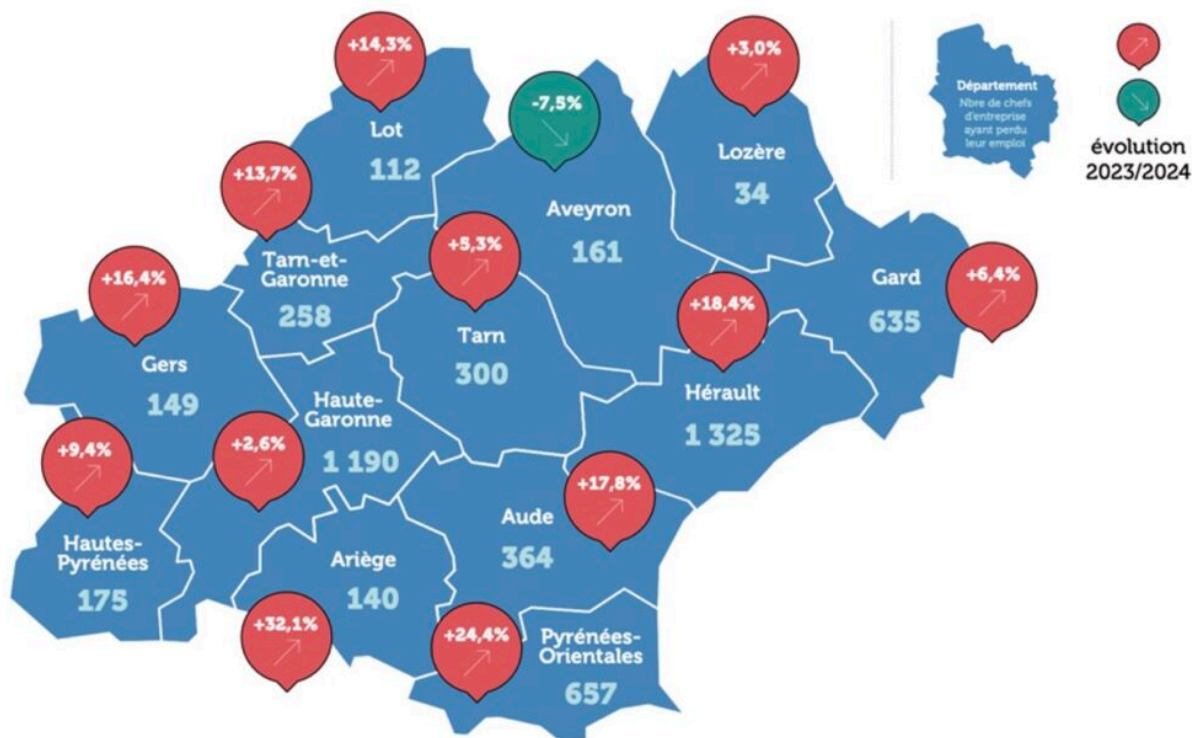 +14,3%
Lot
112
-7,5%
Aveyron
161
+3,0%
Lozère
34
Département
Nbre de chefs
d'entreprise
ayant perdu
leur emploi
évolution
2023/2024
+13,7%
Tarn-et-
Garonne
258
+5,3%
Tarn
300
+18,4%
Hérault
1 325
Gard
635
+6,4%
+16,4%
Gers
149
Haute-
Garonne
1 190
+2,6%
+9,4%
Hautes-
Pyrénées
175
+17,8%
Aude
364
Ariège
140
+32,1%
+24,4%
Pyrénées-
Orientales
657